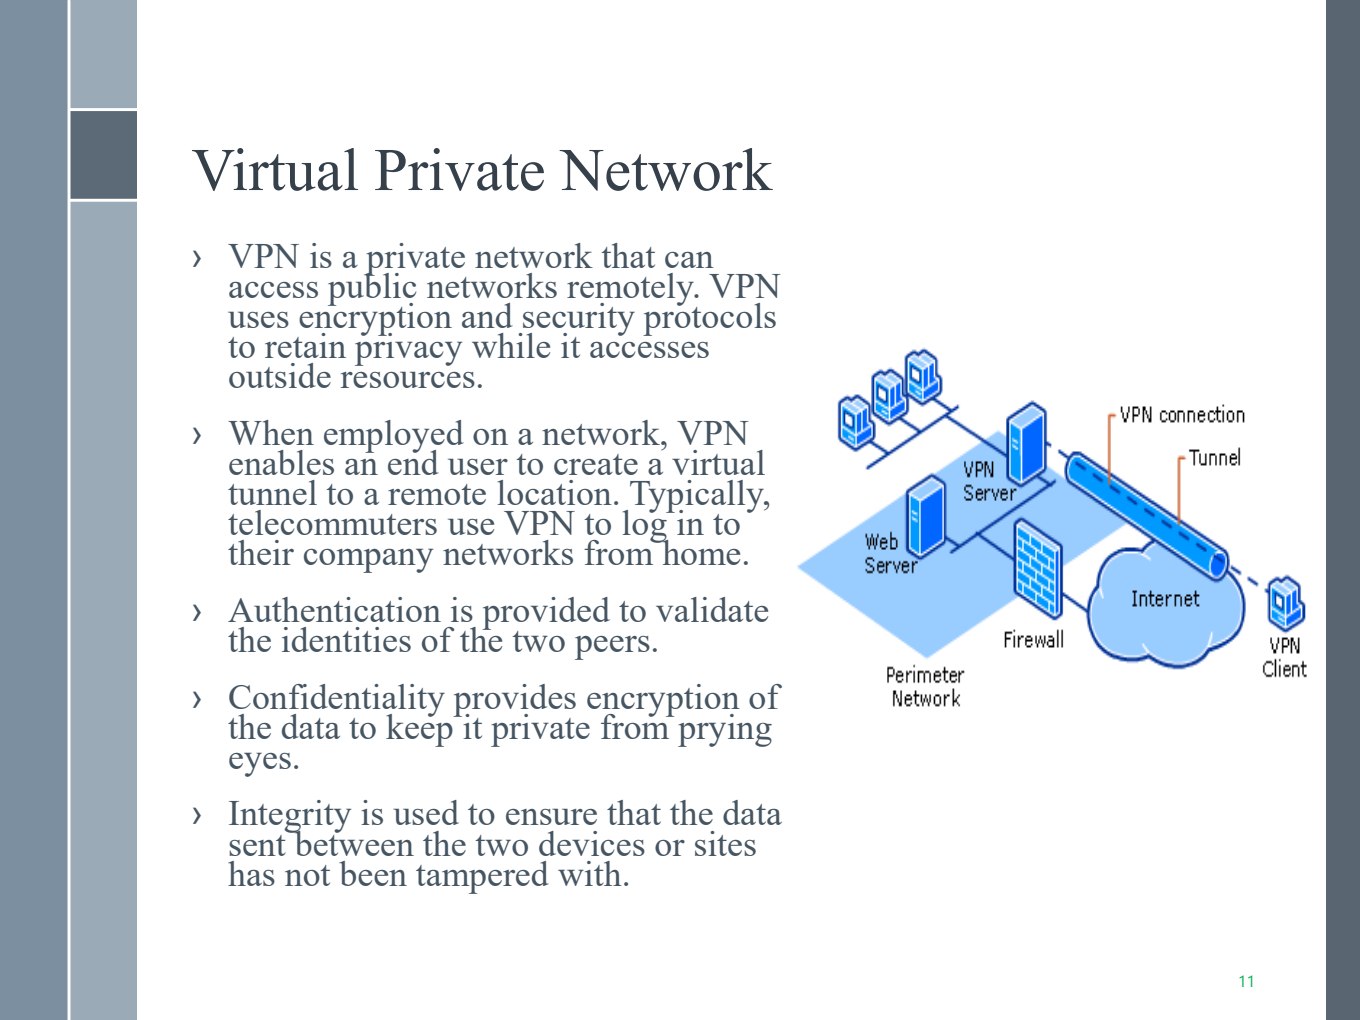 Virtual Private Network
› VPN is a private network that can
access public networks remotely. VPN
uses encryption and security protocols
to retain privacy while it accesses
outside resources.
› When employed on a network, VPN
enables an end user to create a virtual
tunnel to a remote location. Typically,
telecommuters use VPN to log in to
their company networks from home.
› Authentication is provided to validate
the identities of the two peers.
› Confidentiality provides encryption of
the data to keep it private from prying
eyes.
› Integrity is used to ensure that the data
sent between the two devices or sites
has not been tampered with.
VPN connection
Tunnel
VPN
Server
Web
Server
Internet
Firewall
VPN
Client
Perimeter
Network
11